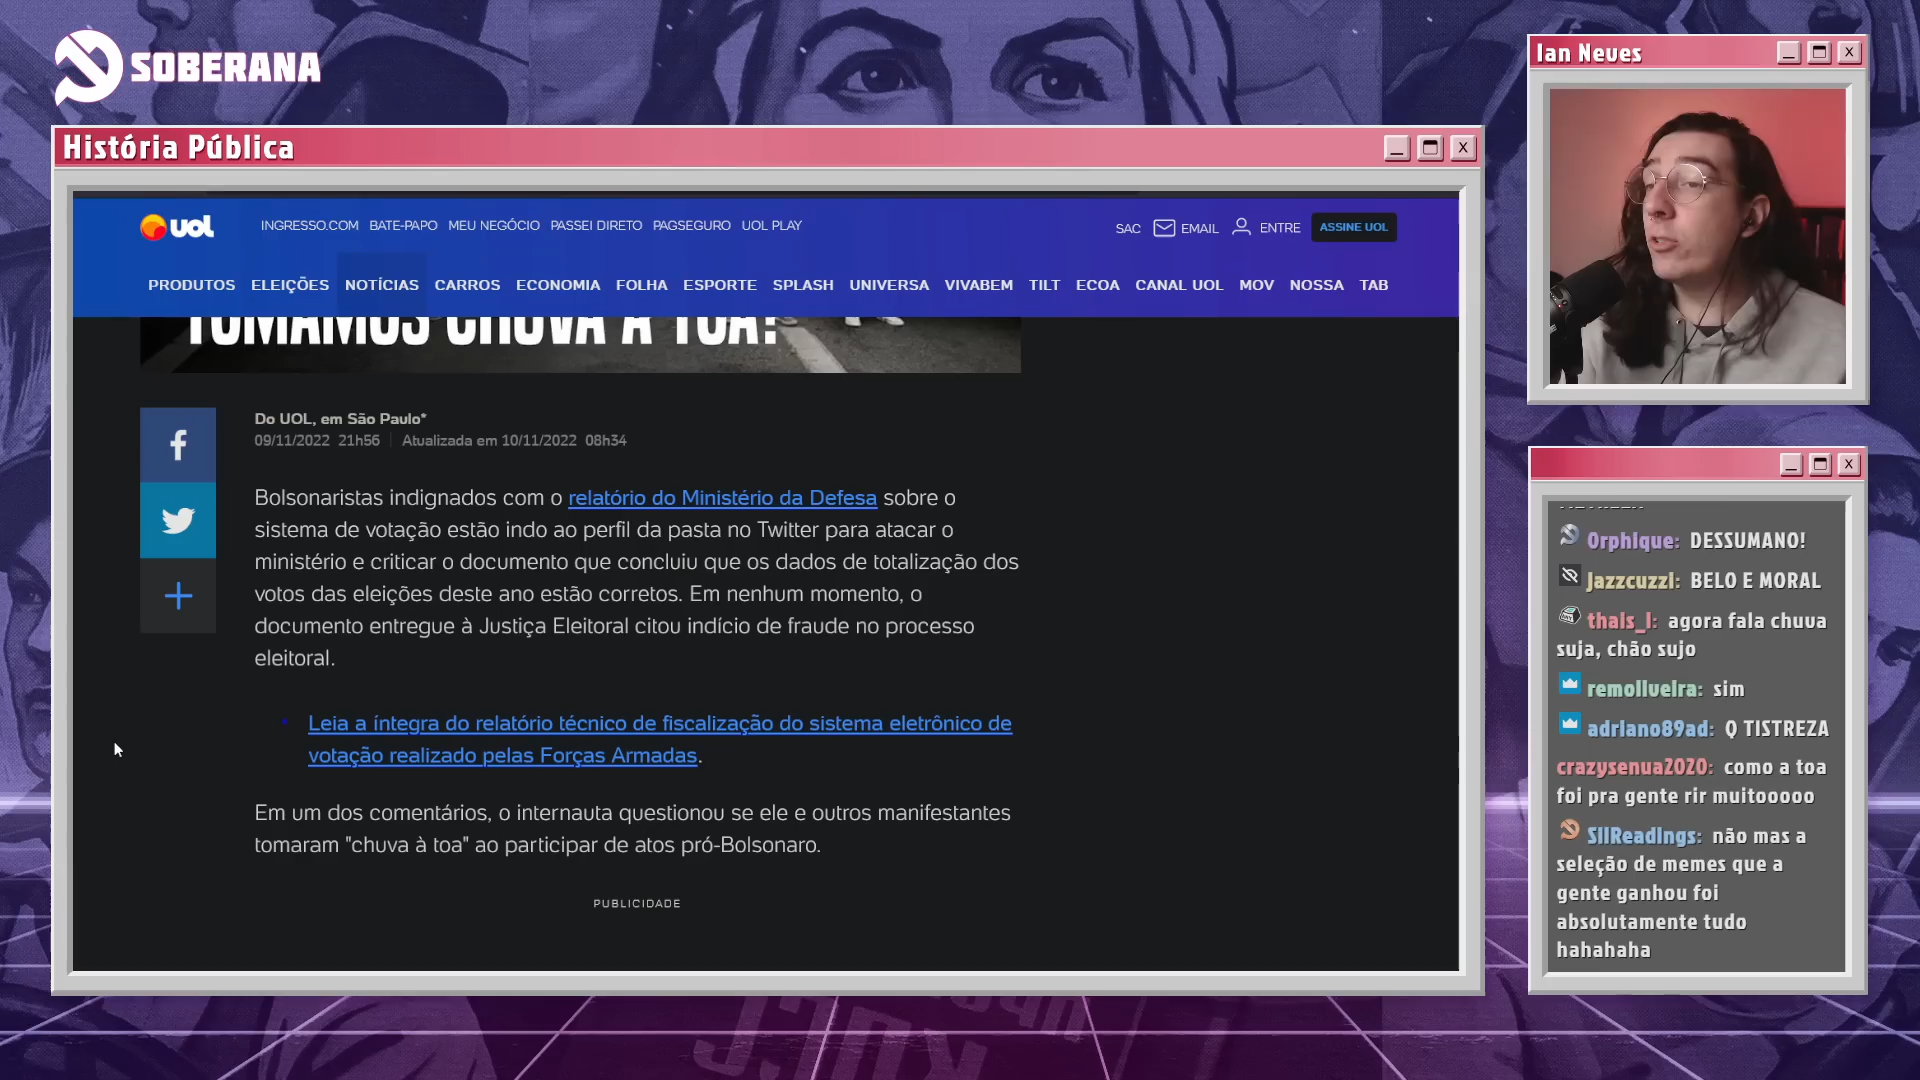 SOBERANA
História Pública
uol
INGRESSO.COM BATE-PAPO MEU NEGÓCIO PASSEI DIRETO PAGSEGURO UOL PLAY
SAC EMAIL ENTRE ASSINE UOL
PRODUTOS ELEIÇÕES NOTÍCIAS CARROS ECONOMIA FOLHA ESPORTE SPLASH UNIVERSA VIVABEM TILT ECOA CANAL UOL MOV NOSSA TAB
TOMAMOS CHUVA À TOA?
Do UOL, em São Paulo*
09/11/2022 21h56 | Atualizada em 10/11/2022 08h34
Bolsonaristas indignados com o relatório do Ministério da Defesa sobre o
sistema de votação estão indo ao perfil da pasta no Twitter para atacar o
ministério e criticar o documento que concluiu que os dados de totalização dos
votos das eleições deste ano estão corretos. Em nenhum momento, o
documento entregue à Justiça Eleitoral citou indício de fraude no processo
eleitoral.
Leia a íntegra do relatório técnico de fiscalização do sistema eletrônico de
votação realizado pelas Forças Armadas.
Em um dos comentários, o internauta questionou se ele e outros manifestantes
tomaram "chuva à toa" ao participar de atos pró-Bolsonaro.
PUBLICIDADE
Ian Neves
Orphique: DESSUMANO!
jazzcuzzi: BELO E MORAL
thais_l: agora fala chuva
suja, chão sujo
remoliveira: sim
adriano89ad: Q TISTREZA
crazysenua2020: como a toa
foi pra gente rir muitooooo
SilReadings: não mas a
seleção de memes que a
gente ganhou foi
absolutamente tudo
hahahaha